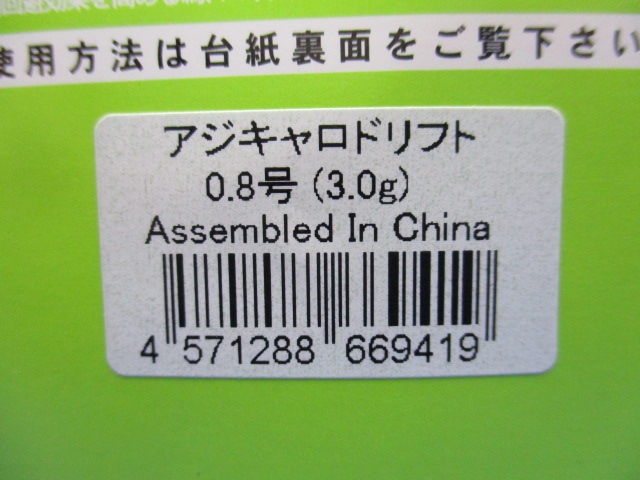 使用方法は台紙裏面をご覧下さい
アジキャロドリフト
0.8号 (3.0g)
Assembled In China
4 571288 669419